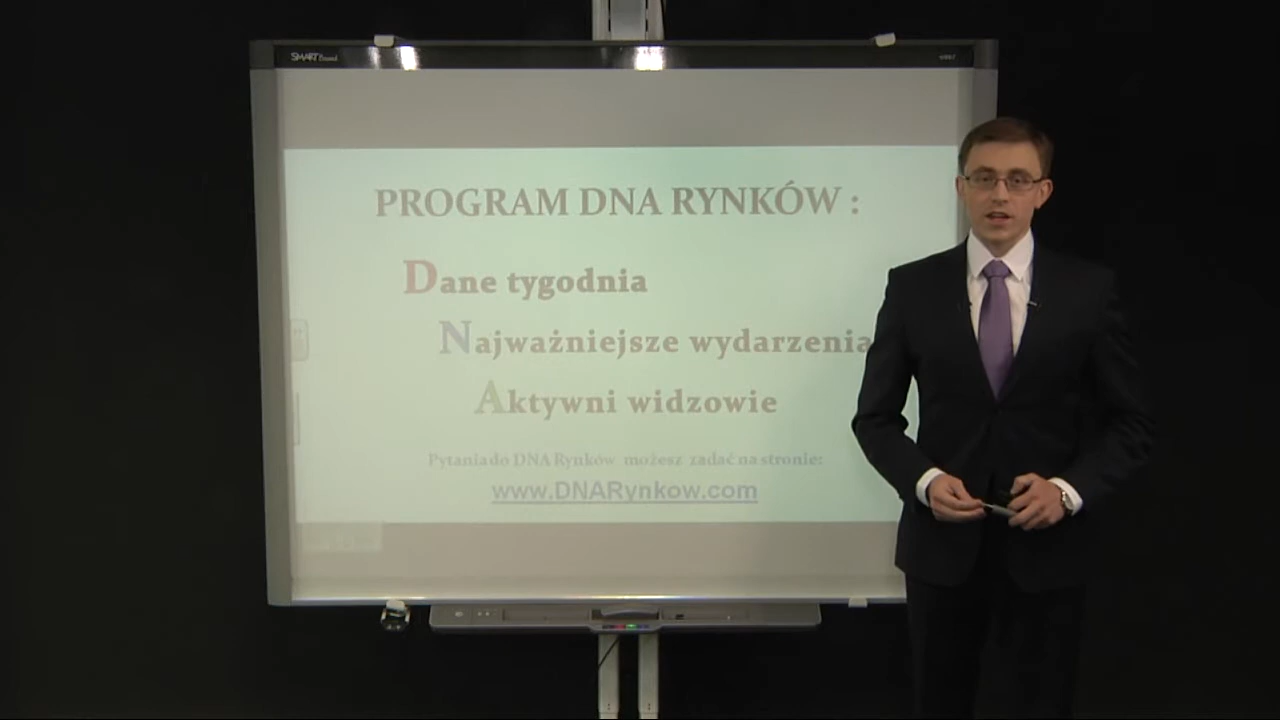 SMART Board
PROGRAM DNA RYNKÓW :
Dane tygodnia
Najważniejsze wydarzenia
Aktywni widzowie
Pytania do DNA Rynków możesz zadać na stronie:
www.DNARynkow.com